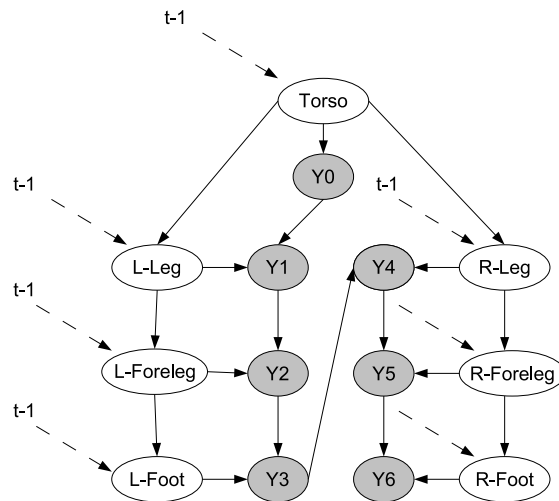 t-1
Torso
Y0
t-1
t-1
L-Leg
Y1
Y4
R-Leg
t-1
L-Foreleg
Y2
Y5
R-Foreleg
t-1
L-Foot
Y3
Y6
R-Foot